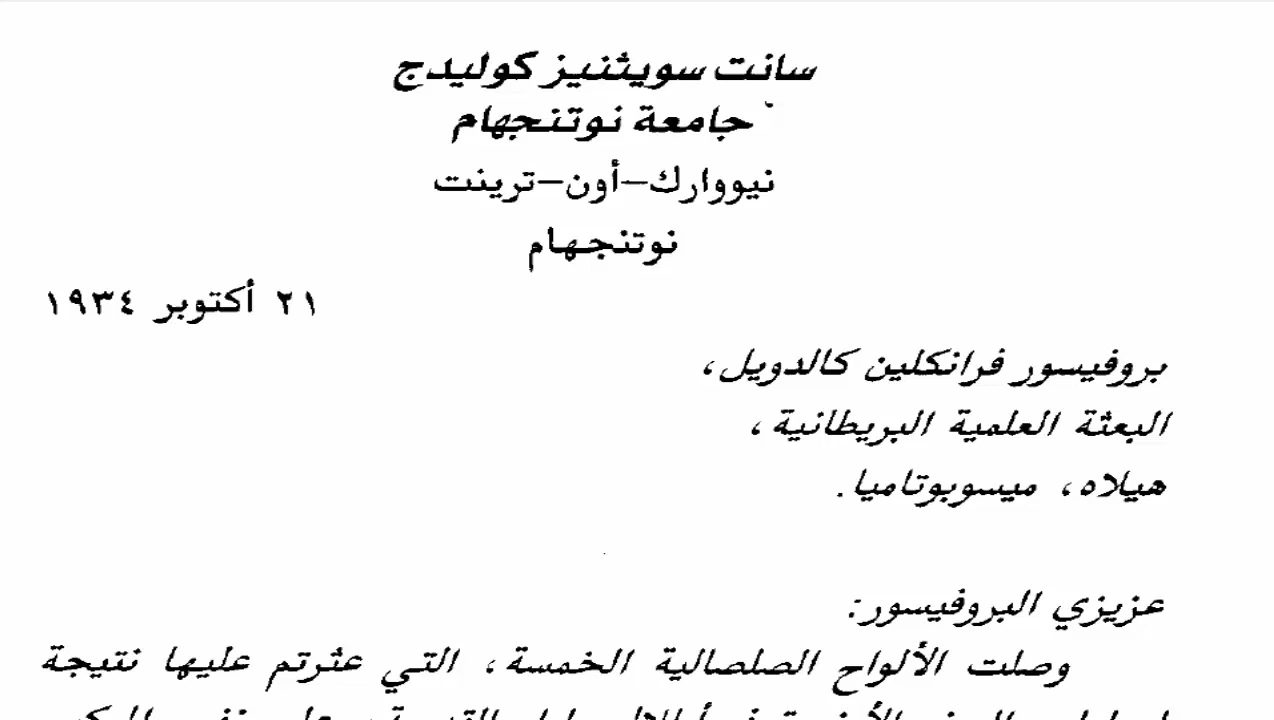 سانت سويثنيز كوليدج
جامعة نوتنجهام
نيووارك–أون–ترينت
نوتنجهام
٢١ أكتوبر ١٩٣٤
بروفيسور فرانكلين كالدويل،
البعثة العلمية البريطانية،
هيلاه، ميسوبوتاميا.
عزيزي البروفيسور:
وصلت الألواح الصلصالية الخمسة، التي عثرتم عليها نتيجة